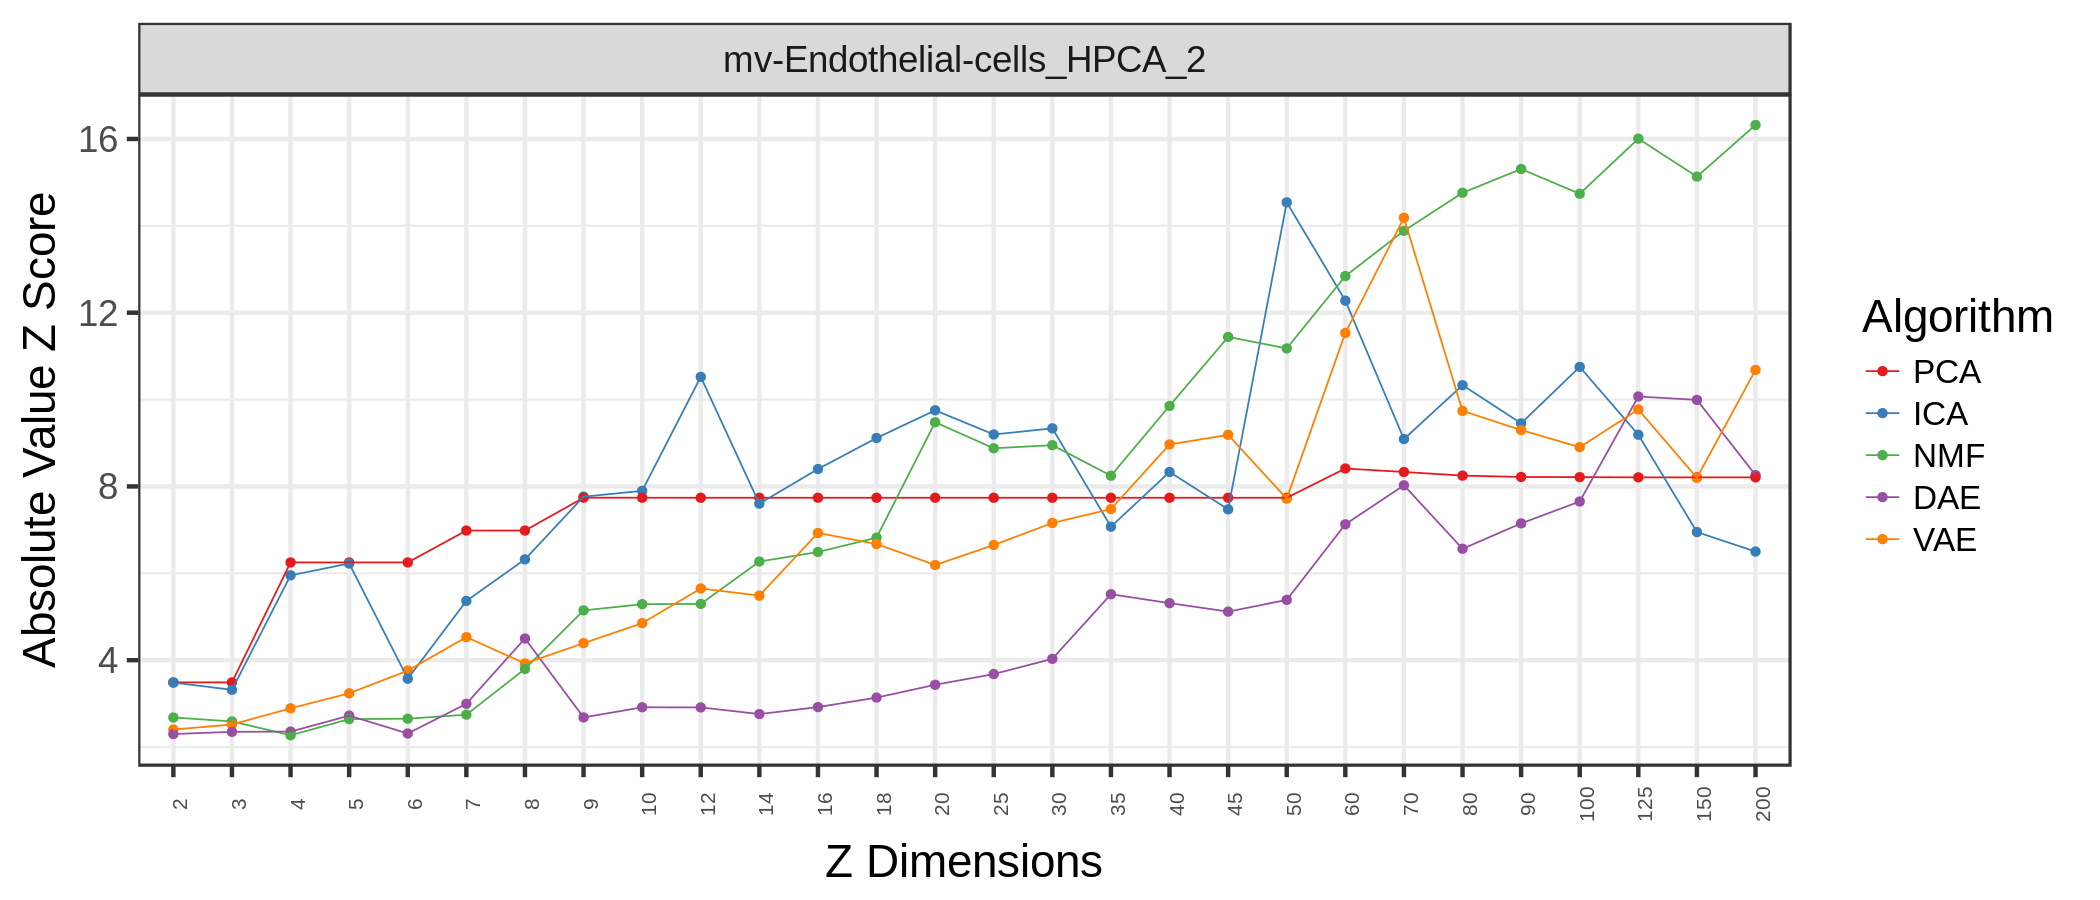 mv-Endothelial-cells_HPCA_2
Absolute Value Z Score
16
12
8
4
2 3 4 5 6 7 8 9 10 12 14 16 18 20 25 30 35 40 45 50 60 70 80 90 100 125 150 200
Z Dimensions
Algorithm
PCA
ICA
NMF
DAE
VAE